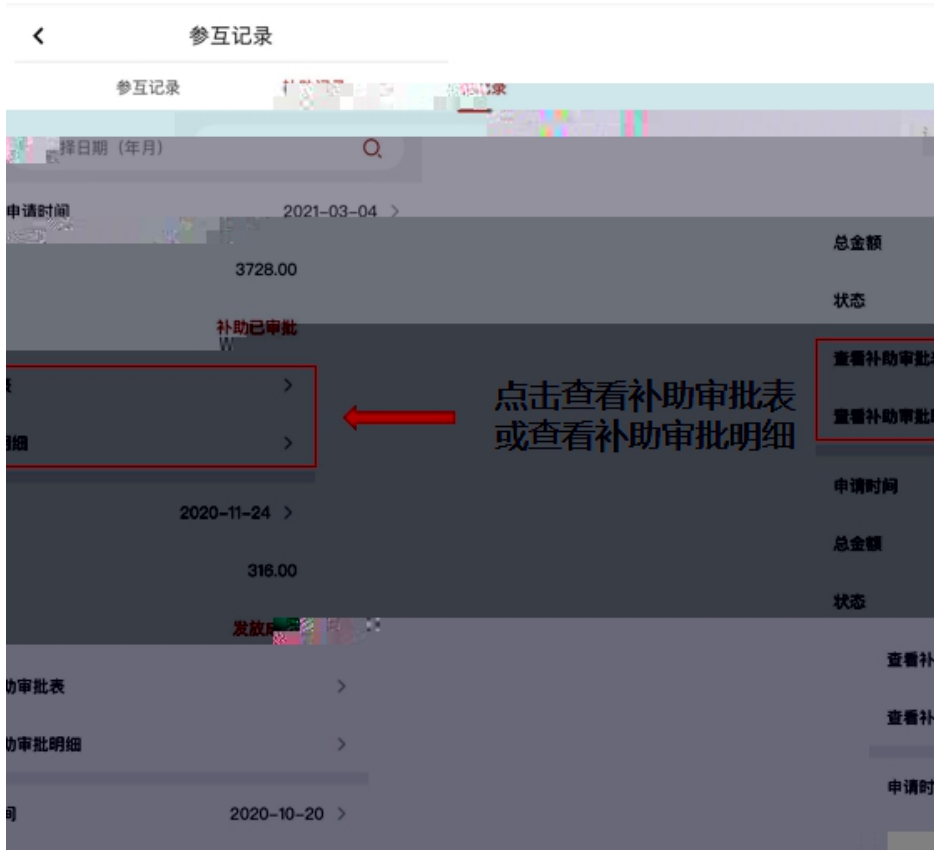 参互记录
参互记录
录
择日期（年月）
申请时间 2021-03-04
总金额
3728.00
状态
补助已审批
查看补助审批
点击查看补助审批表
或查看补助审批明细
查看补助审批
细
申请时间
2020-11-24
总金额
316.00
状态
发放
查看补
助审批表
查看补
助审批明细
申请时
间 2020-10-20